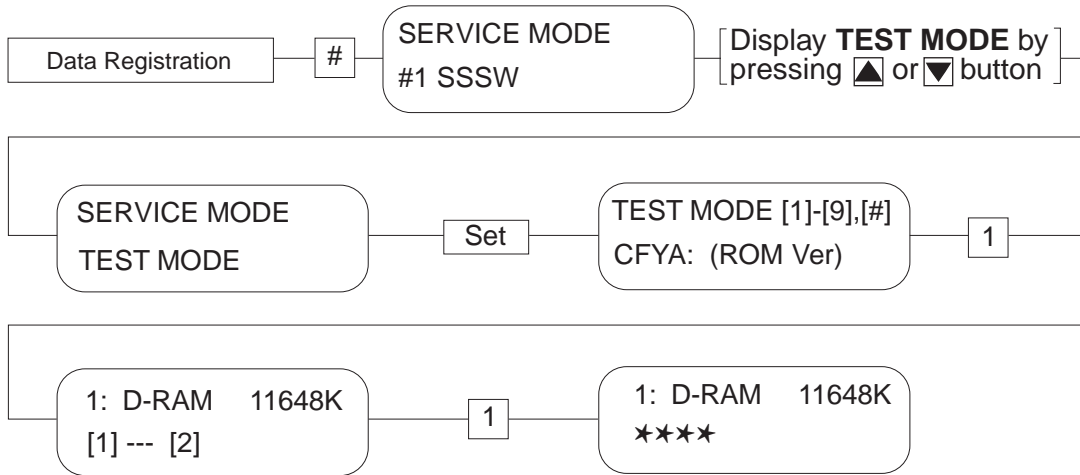 Data Registration
#
SERVICE MODE
#1 SSSW
[Display TEST MODE by
pressing ▲ or ▼ button]
SERVICE MODE
TEST MODE
Set
TEST MODE [1]-[9],[#]
CFYA: (ROM Ver)
1
1: D-RAM 11648K
[1] --- [2]
1
1: D-RAM 11648K
★★★★